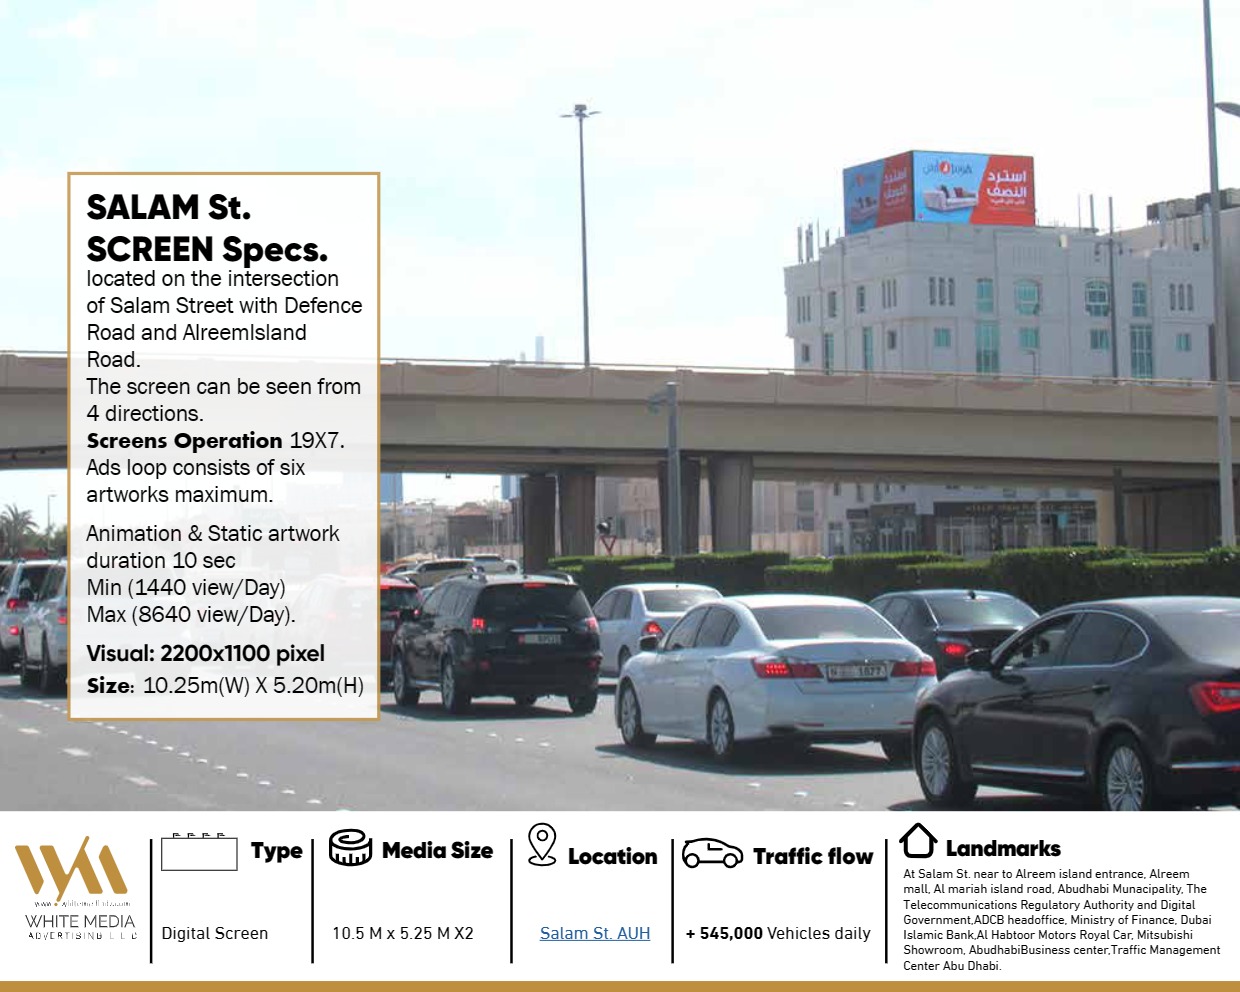 هوم سنتر
استرد
النصف
استرد
النصف
SALAM St.
SCREEN Specs.
located on the intersection
of Salam Street with Defence
Road and AlreemIsland
Road.
The screen can be seen from
4 directions.
Screens Operation 19X7.
Ads loop consists of six
artworks maximum.
Animation & Static artwork
duration 10 sec
Min (1440 view/Day)
Max (8640 view/Day).
Visual: 2200x1100 pixel
Size: 10.25m(W) X 5.20m(H)
WHITE MEDIA
ADVERTISING L L C
Type
Digital Screen
Media Size
10.5 M x 5.25 M X2
Location
Salam St. AUH
Traffic flow
+ 545,000 Vehicles daily
Landmarks
At Salam St. near to Alreem island entrance, Alreem
mall, Al mariah island road, Abudhabi Munacipality, The
Telecommunications Regulatory Authority and Digital
Government,ADCB headoffice, Ministry of Finance, Dubai
Islamic Bank,Al Habtoor Motors Royal Car, Mitsubishi
Showroom, AbudhabiBusiness center,Traffic Management
Center Abu Dhabi.